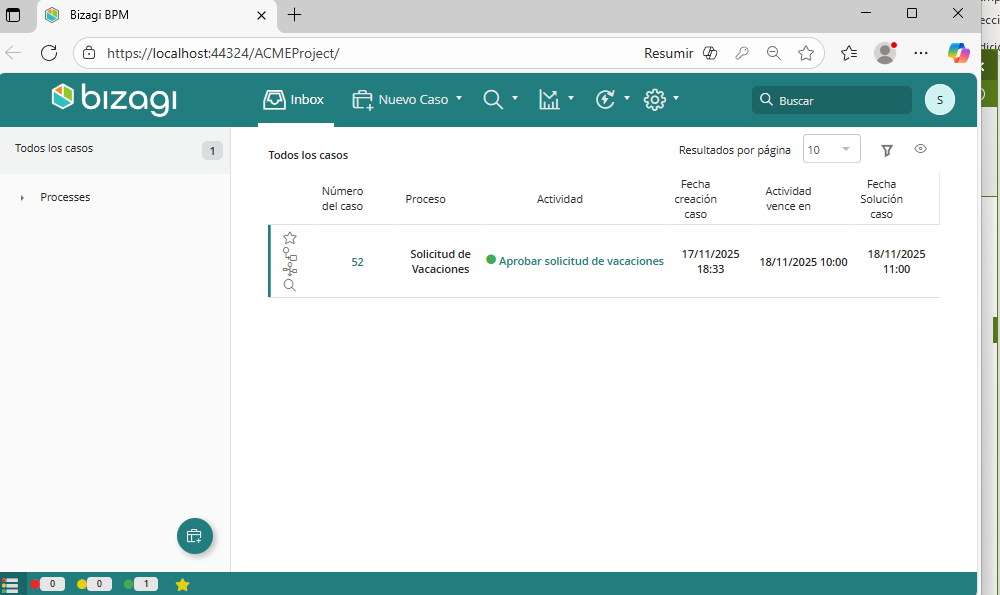 Bizagi BPM
https://localhost:44324/ACMEProject/
Resumir
bizagi
Inbox
Nuevo Caso
Buscar
S
Todos los casos
1
Processes
Todos los casos
Resultados por página
10
Número
del caso
Proceso
Actividad
Fecha
creación
caso
Actividad
vence en
Fecha
Solución
caso
52
Solicitud de
Vacaciones
Aprobar solicitud de vacaciones
17/11/2025
18:33
18/11/2025 10:00
18/11/2025
11:00
0
0
1